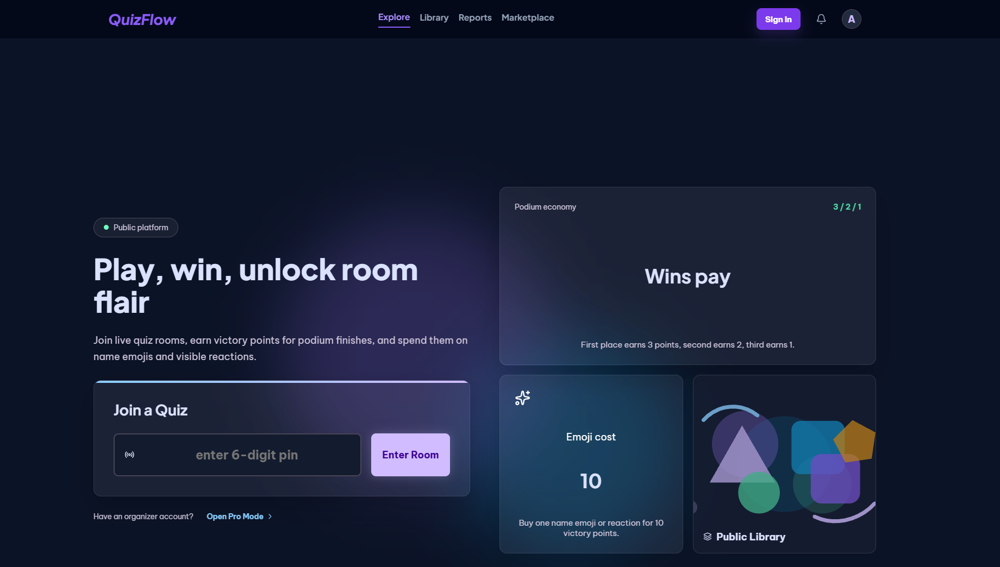 QuizFlow
Explore
Library
Reports
Marketplace
Sign In
A
Public platform
Play, win, unlock room
flair
Join live quiz rooms, earn victory points for podium finishes, and spend them on
name emojis and visible reactions.
Join a Quiz
enter 6-digit pin
Enter Room
Have an organizer account?
Open Pro Mode
Podium economy
3 / 2 / 1
Wins pay
First place earns 3 points, second earns 2, third earns 1.
Emoji cost
10
Buy one name emoji or reaction for 10
victory points.
Public Library